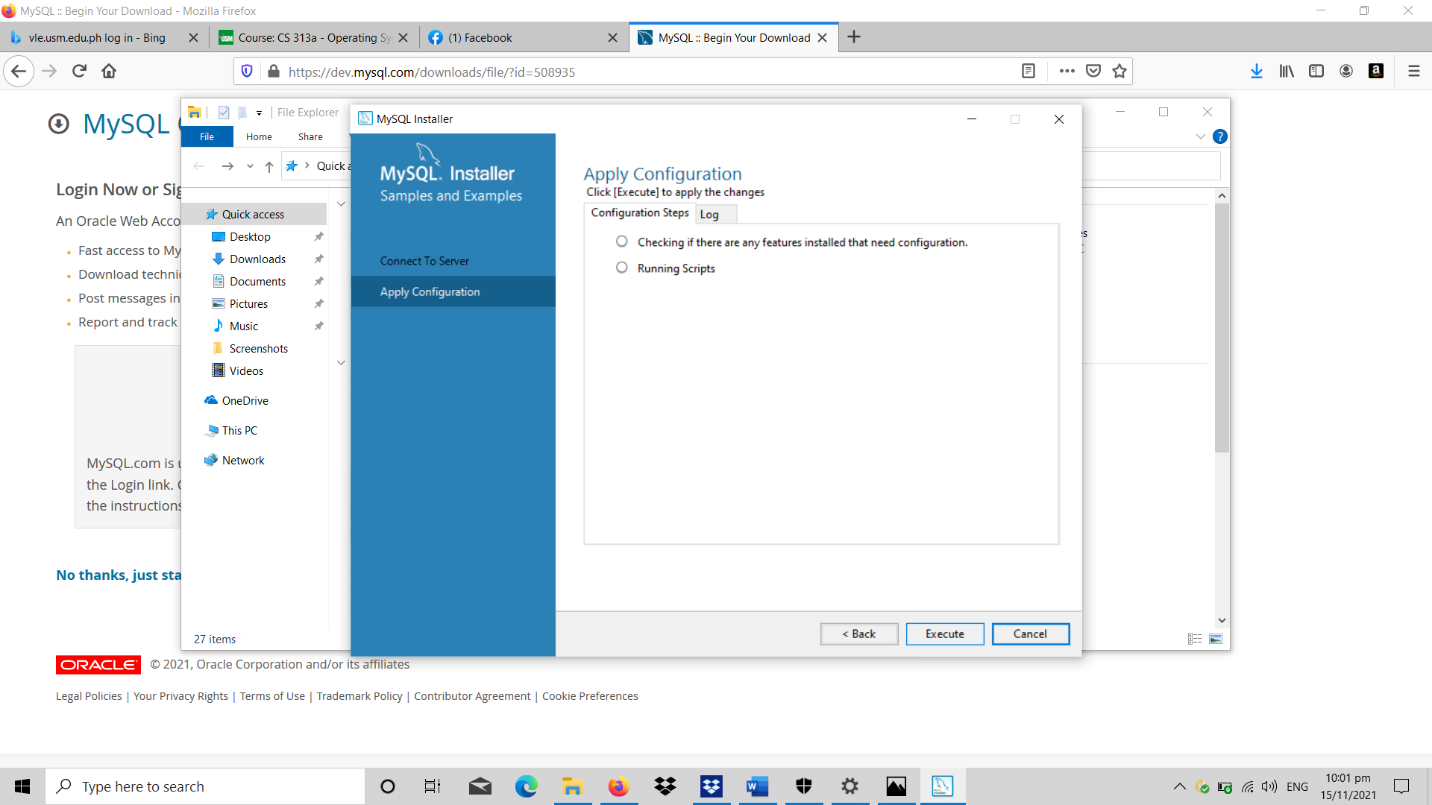 MySQL :: Begin Your Download - Mozilla Firefox
vle.usm.edu.ph log in - Bing
Course: CS 313a - Operating Sy
(1) Facebook
MySQL :: Begin Your Download
https://dev.mysql.com/downloads/file/?id=508935
MySQL
Login Now or Sig
An Oracle Web Acco
Fast access to My
Download techni
Post messages in
Report and track
MySQL.com is u
the Login link. C
the instructions
No thanks, just sta
File Explorer
File
Home
Share
Quick a
Quick access
Desktop
Downloads
Documents
Pictures
Music
Screenshots
Videos
OneDrive
This PC
Network
27 items
MySQL Installer
MySQL. Installer
Samples and Examples
Connect To Server
Apply Configuration
Apply Configuration
Click [Execute] to apply the changes
Configuration Steps
Log
Checking if there are any features installed that need configuration.
Running Scripts
< Back
Execute
Cancel
ORACLE © 2021, Oracle Corporation and/or its affiliates
Legal Policies | Your Privacy Rights | Terms of Use | Trademark Policy | Contributor Agreement | Cookie Preferences
Type here to search
ENG
10:01 pm
15/11/2021